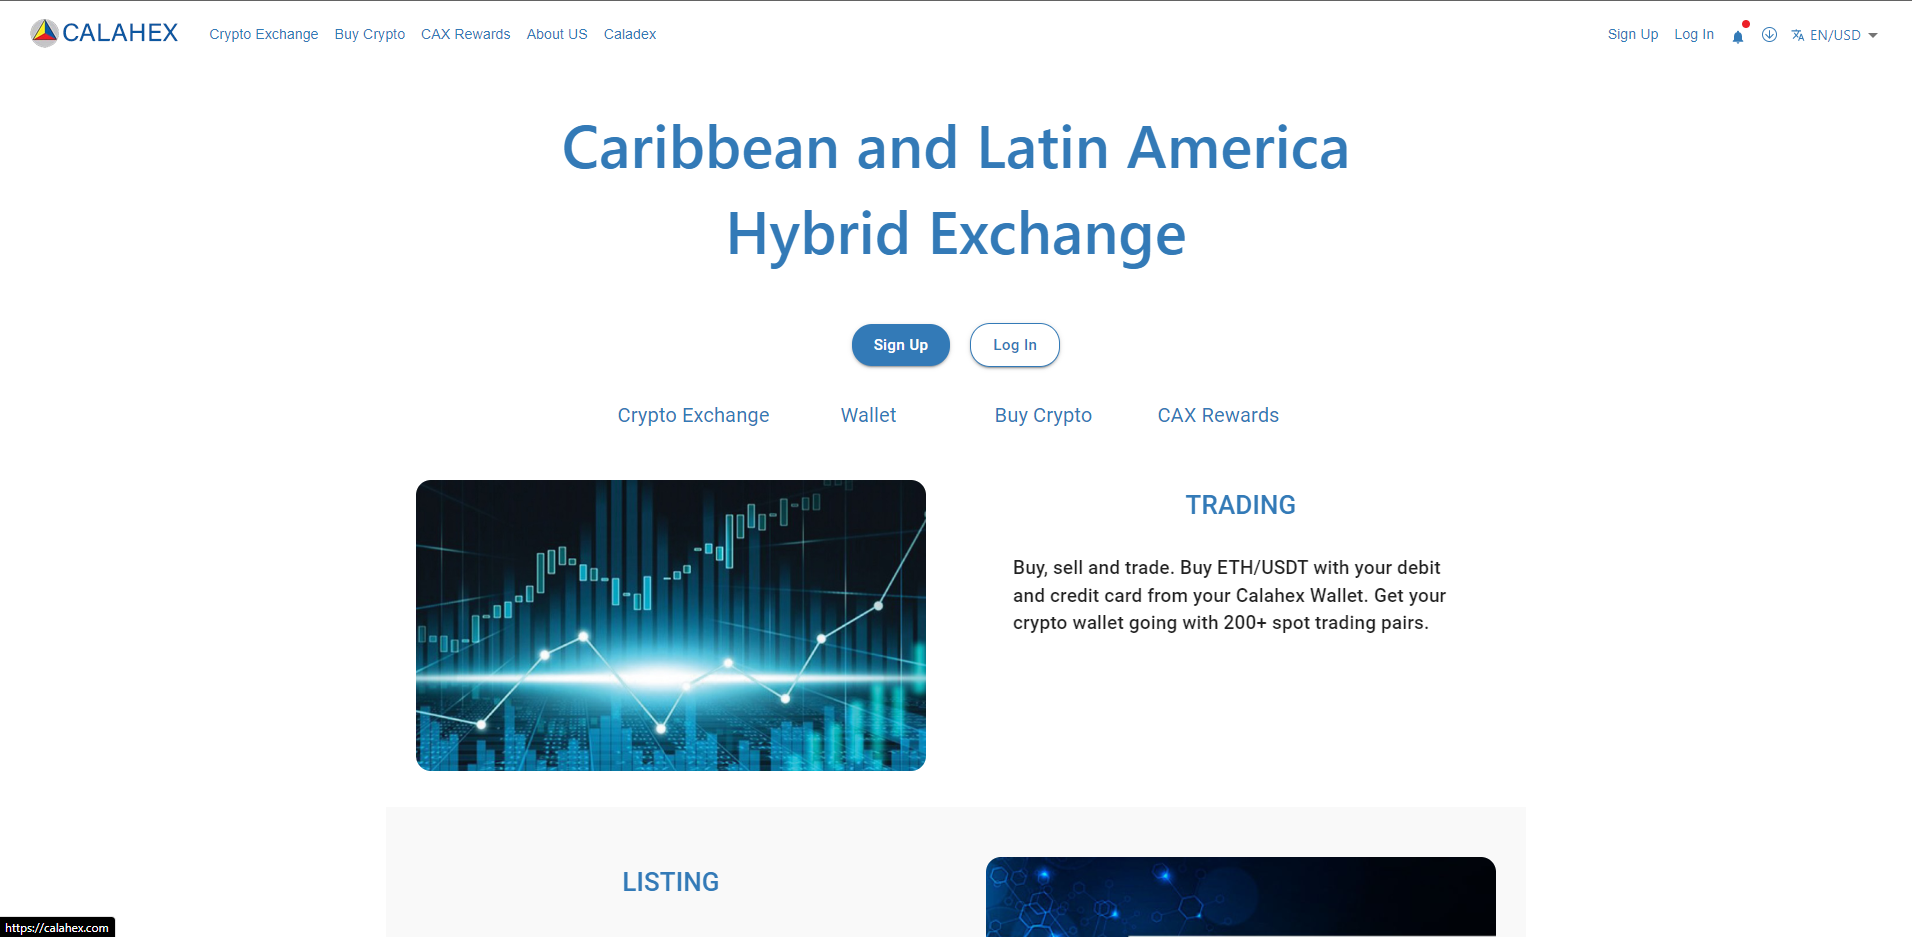 CALAHEX
Crypto Exchange Buy Crypto CAX Rewards About US Caladex
Sign Up Log In EN/USD
Caribbean and Latin America
Hybrid Exchange
Sign Up Log In
Crypto Exchange Wallet Buy Crypto CAX Rewards
TRADING
Buy, sell and trade. Buy ETH/USDT with your debit
and credit card from your Calahex Wallet. Get your
crypto wallet going with 200+ spot trading pairs.
LISTING
https://calahex.com